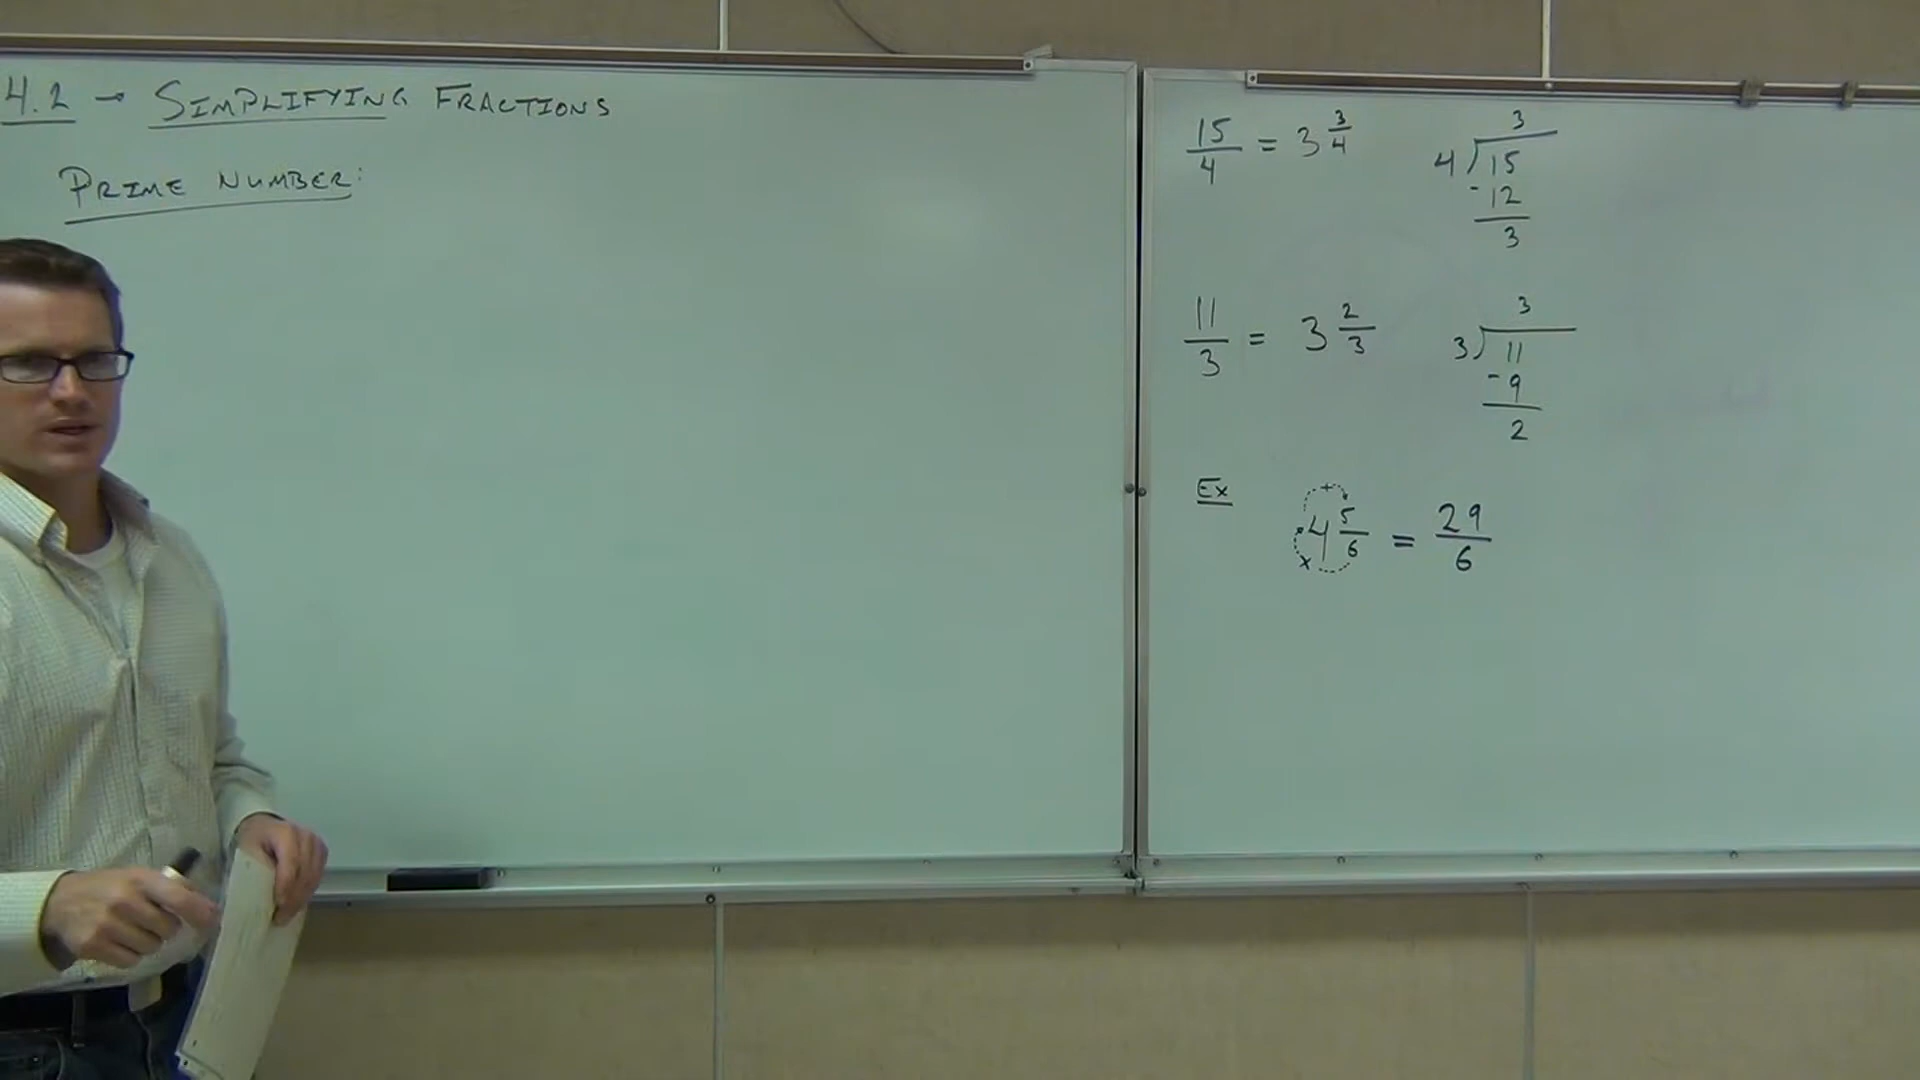 4.2 → SIMPLIFYING FRACTIONS
PRIME NUMBER:
15/4 = 3 3/4
3
4)15
-12
3
11/3 = 3 2/3
3
3)11
-9
2
Ex
+
4 5/6 = 29/6
x